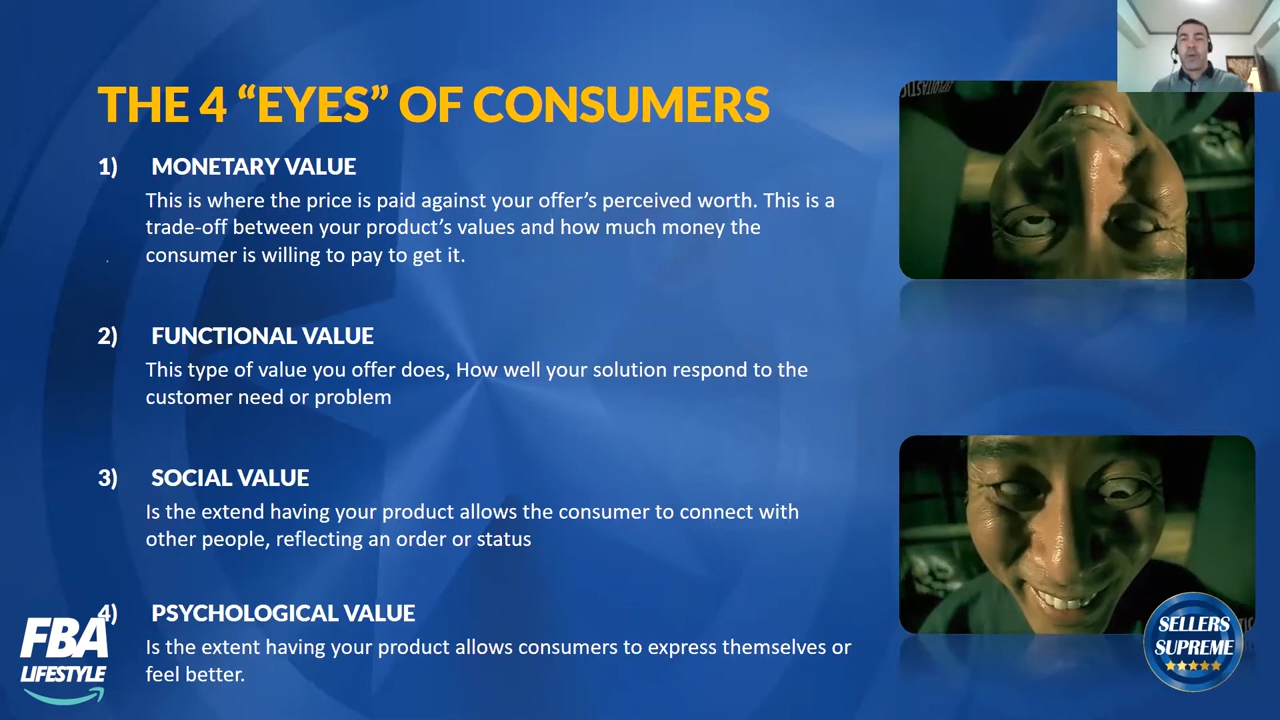 THE 4 “EYES” OF CONSUMERS
1) MONETARY VALUE
This is where the price is paid against your offer’s perceived worth. This is a
trade-off between your product’s values and how much money the
consumer is willing to pay to get it.
2) FUNCTIONAL VALUE
This type of value you offer does, How well your solution respond to the
customer need or problem
3) SOCIAL VALUE
Is the extend having your product allows the consumer to connect with
other people, reflecting an order or status
4) PSYCHOLOGICAL VALUE
Is the extent having your product allows consumers to express themselves or
feel better.
FBA
LIFESTYLE
SELLERS
SUPREME